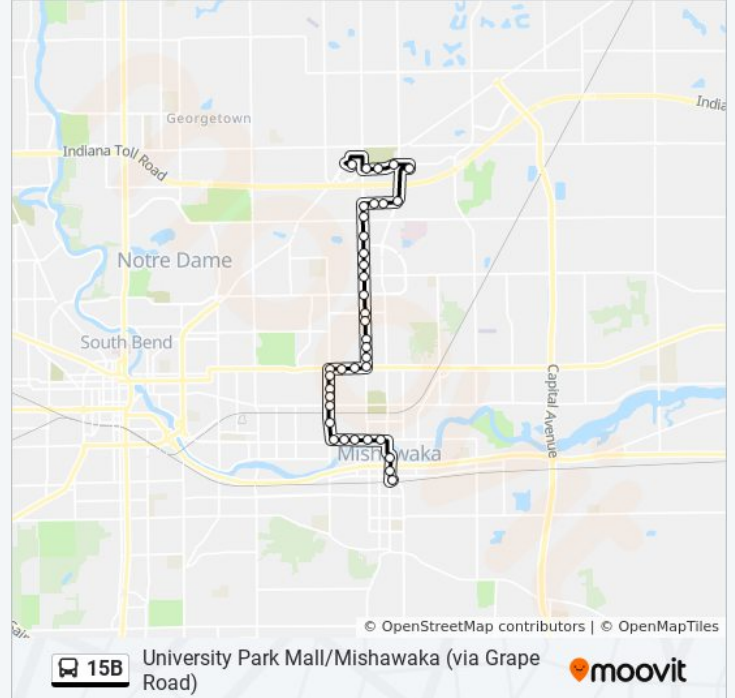 Georgetown
India
Indiana Toll Road
Notre Dame
South Bend
Capital Avenue
Mishawaka
© OpenStreetMap contributors | © OpenMapTiles
15B
University Park Mall/Mishawaka (via Grape
Road)
moovit